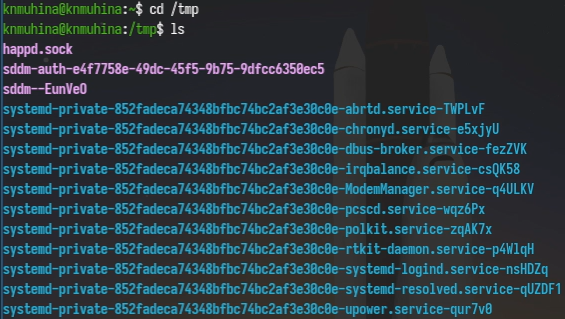 knmuhina@knmuhina:~$ cd /tmp
knmuhina@knmuhina:/tmp$ ls
happd.sock
sddm-auth-e4f7758e-49dc-45f5-9b75-9dfcc6350ec5
sddm--EunVeO
systemd-private-852fadeca74348bfbc74bc2af3e30c0e-abrtd.service-TWPLvF
systemd-private-852fadeca74348bfbc74bc2af3e30c0e-chronyd.service-e5xjyU
systemd-private-852fadeca74348bfbc74bc2af3e30c0e-dbus-broker.service-fezZVK
systemd-private-852fadeca74348bfbc74bc2af3e30c0e-irqbalance.service-csQK58
systemd-private-852fadeca74348bfbc74bc2af3e30c0e-ModemManager.service-q4ULKV
systemd-private-852fadeca74348bfbc74bc2af3e30c0e-pcscd.service-wqz6Px
systemd-private-852fadeca74348bfbc74bc2af3e30c0e-polkit.service-zqAK7x
systemd-private-852fadeca74348bfbc74bc2af3e30c0e-rtkit-daemon.service-p4WlqH
systemd-private-852fadeca74348bfbc74bc2af3e30c0e-systemd-logind.service-nsHDZq
systemd-private-852fadeca74348bfbc74bc2af3e30c0e-systemd-resolved.service-qUZDF1
systemd-private-852fadeca74348bfbc74bc2af3e30c0e-upower.service-qur7v0